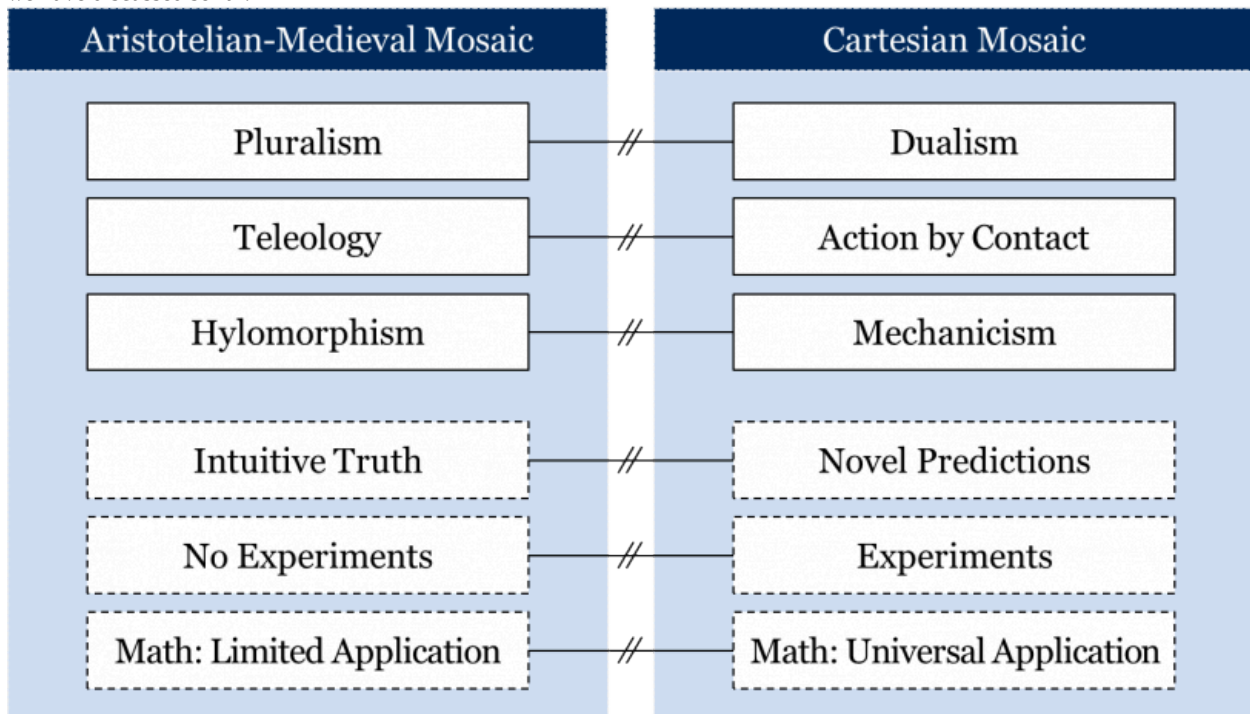 Aristotelian-Medieval Mosaic
Cartesian Mosaic
Pluralism
Dualism
Teleology
Action by Contact
Hylomorphism
Mechanicism
Intuitive Truth
Novel Predictions
No Experiments
Experiments
Math: Limited Application
Math: Universal Application